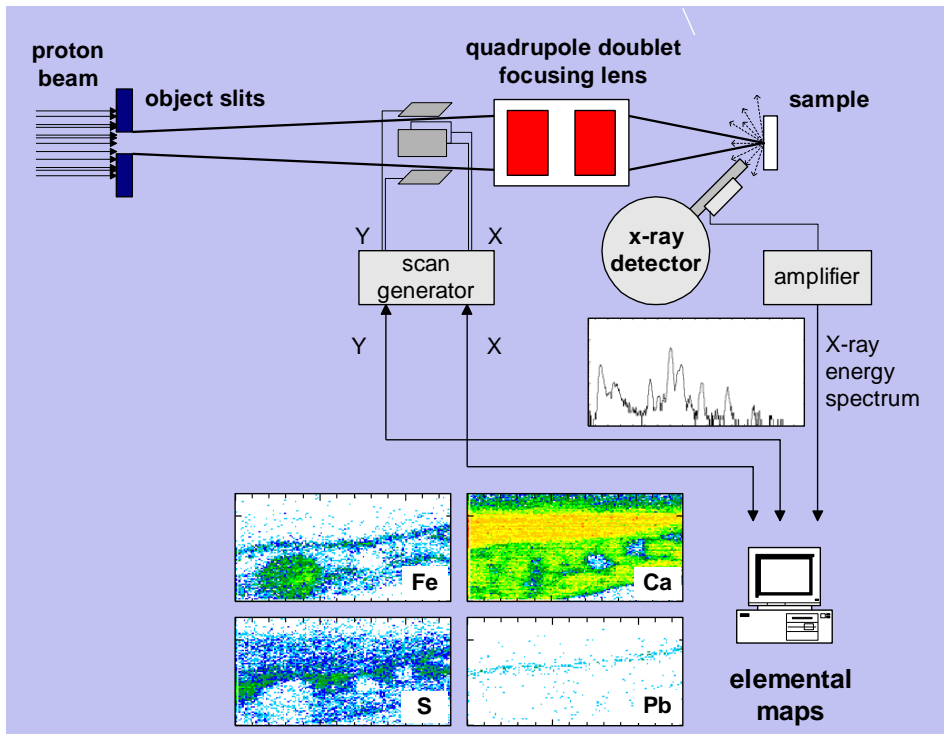 proton
beam
object slits
quadrupole doublet
focusing lens
sample
Y
X
x-ray
detector
scan
generator
amplifier
Y
X
X-ray
energy
spectrum
Fe
Ca
S
Pb
elemental
maps